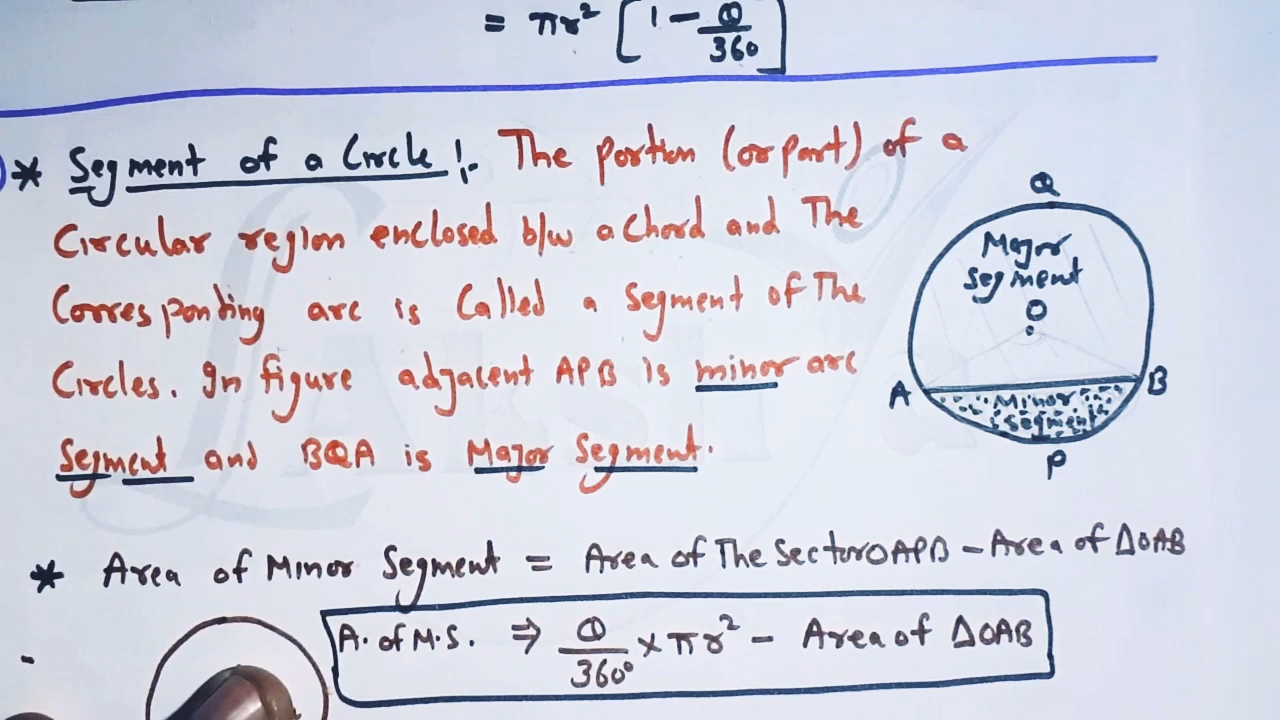 = πr² [1 - θ/360]
* Segment of a Circle :- The portion (or part) of a
Circular region enclosed b/w a Chord and The
Corresponding arc is Called a Segment of The
Circles. In figure adjacent APB is minor arc
Segment and BQA is Major Segment.
Q
Major
Segment
O
A
B
Minor
Segment
P
* Area of Minor Segment = Area of The Sector OAPB - Area of ΔOAB
A. of M.S. ⇒ θ/360° × πr² - Area of ΔOAB